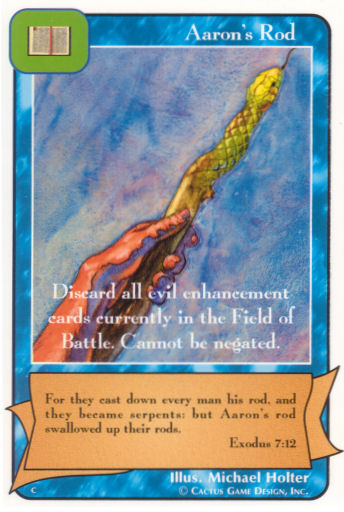 Aaron's Rod
Discard all evil enhancement
cards currently in the Field of
Battle. Cannot be negated.
For they cast down every man his rod, and
they became serpents: but Aaron's rod
swallowed up their rods.
Exodus 7:12
Illus. Michael Holter
C © Cactus Game Design, Inc.